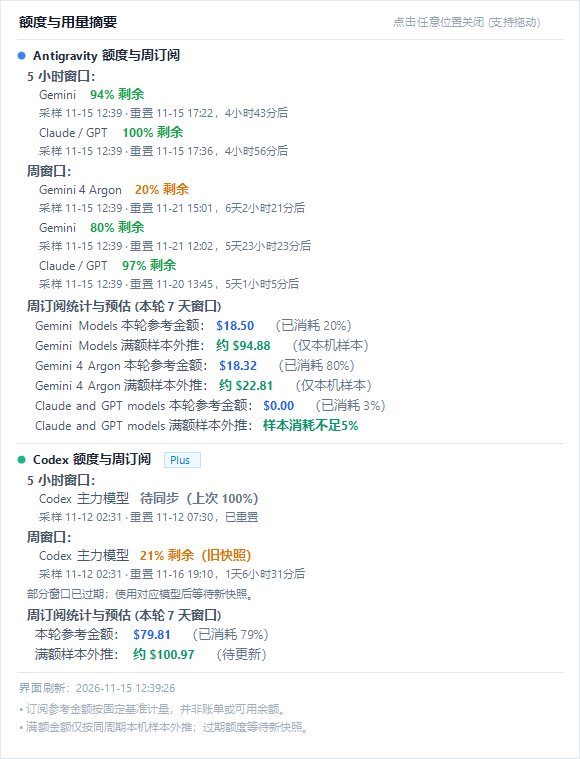 额度与用量摘要 点击任意位置关闭 (支持拖动)
Antigravity 额度与周订阅
5 小时窗口：
Gemini 94% 剩余
采样 11-15 12:39 · 重置 11-15 17:22，4小时43分后
Claude / GPT 100% 剩余
采样 11-15 12:39 · 重置 11-15 17:36，4小时56分后
周窗口：
Gemini 4 Argon 20% 剩余
采样 11-15 12:39 · 重置 11-21 15:01，6天2小时21分后
Gemini 80% 剩余
采样 11-15 12:39 · 重置 11-21 12:02，5天23小时23分后
Claude / GPT 97% 剩余
采样 11-15 12:39 · 重置 11-20 13:45，5天1小时5分后
周订阅统计与预估 (本轮 7 天窗口)
Gemini Models 本轮参考金额： $18.50 （已消耗 20%）
Gemini Models 满额样本外推： 约 $94.88 （仅本机样本）
Gemini 4 Argon 本轮参考金额： $18.32 （已消耗 80%）
Gemini 4 Argon 满额样本外推： 约 $22.81 （仅本机样本）
Claude and GPT models 本轮参考金额： $0.00 （已消耗 3%）
Claude and GPT models 满额样本外推： 样本消耗不足5%
Codex 额度与周订阅 Plus
5 小时窗口：
Codex 主力模型 待同步（上次 100%）
采样 11-12 02:31 · 重置 11-12 07:30，已重置
周窗口：
Codex 主力模型 21% 剩余（旧快照）
采样 11-12 02:31 · 重置 11-16 19:10，1天6小时31分后
部分窗口已过期；使用对应模型后等待新快照。
周订阅统计与预估 (本轮 7 天窗口)
本轮参考金额： $79.81 （已消耗 79%）
满额样本外推： 约 $100.97 （待更新）
界面刷新：2026-11-15 12:39:26
• 订阅参考金额按固定基准计量，并非账单或可用余额。
• 满额金额仅按同周期本机样本外推；过期额度等待新快照。